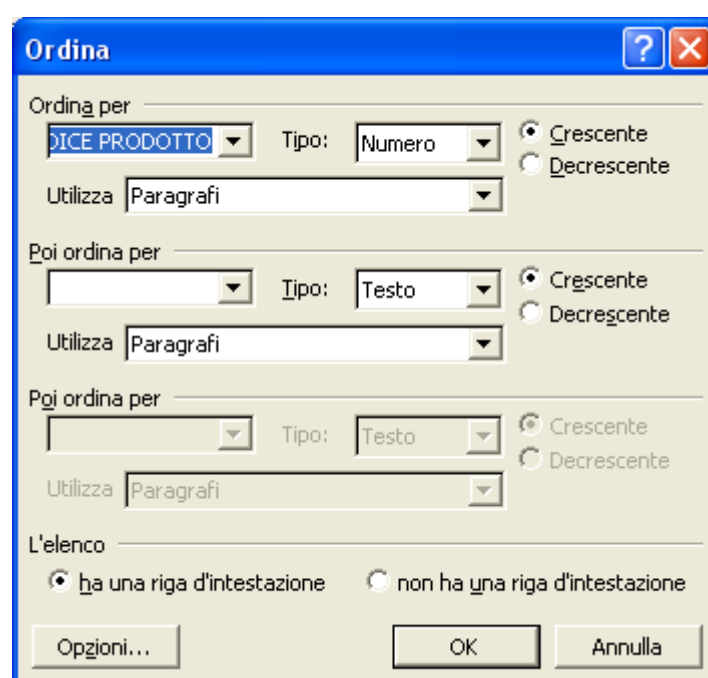 Ordina
Ordina per
DICE PRODOTTO Tipo: Numero Crescente
Decrescente
Utilizza Paragrafi
Poi ordina per
Tipo: Testo Crescente
Decrescente
Utilizza Paragrafi
Poi ordina per
Tipo: Testo Crescente
Decrescente
Utilizza Paragrafi
L'elenco
ha una riga d'intestazione non ha una riga d'intestazione
Opzioni... OK Annulla